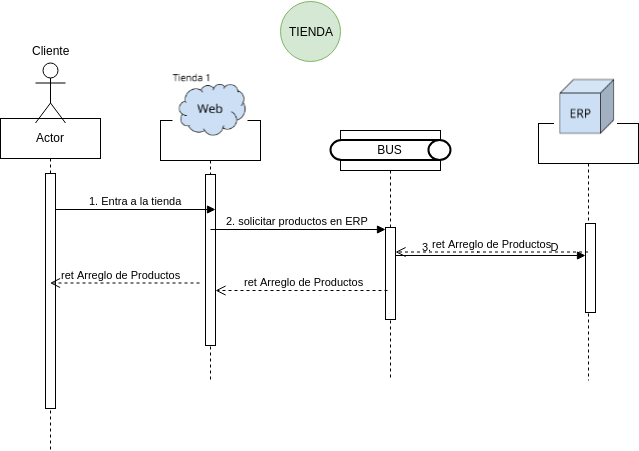 TIENDA
Cliente
Actor
Tienda 1
Web
BUS
ERP
1. Entra a la tienda
2. solicitar productos en ERP
3.
ret Arreglo de Productos
D
ret Arreglo de Productos
ret Arreglo de Productos